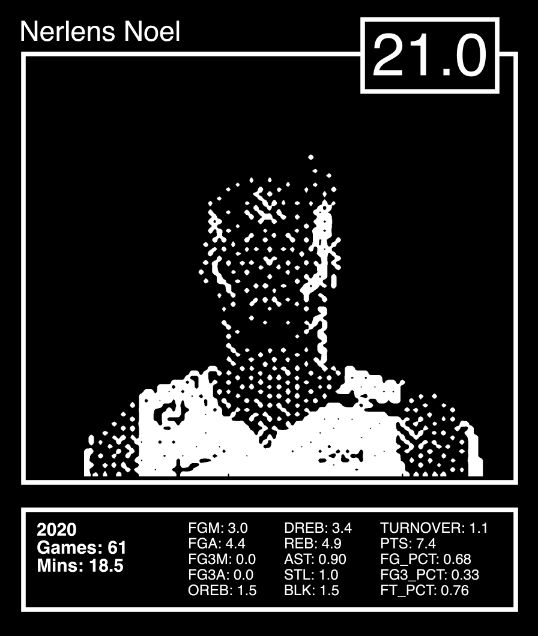 Nerlens Noel
21.0
2020
Games: 61
Mins: 18.5
FGM: 3.0
FGA: 4.4
FG3M: 0.0
FG3A: 0.0
OREB: 1.5
DREB: 3.4
REB: 4.9
AST: 0.90
STL: 1.0
BLK: 1.5
TURNOVER: 1.1
PTS: 7.4
FG_PCT: 0.68
FG3_PCT: 0.33
FT_PCT: 0.76